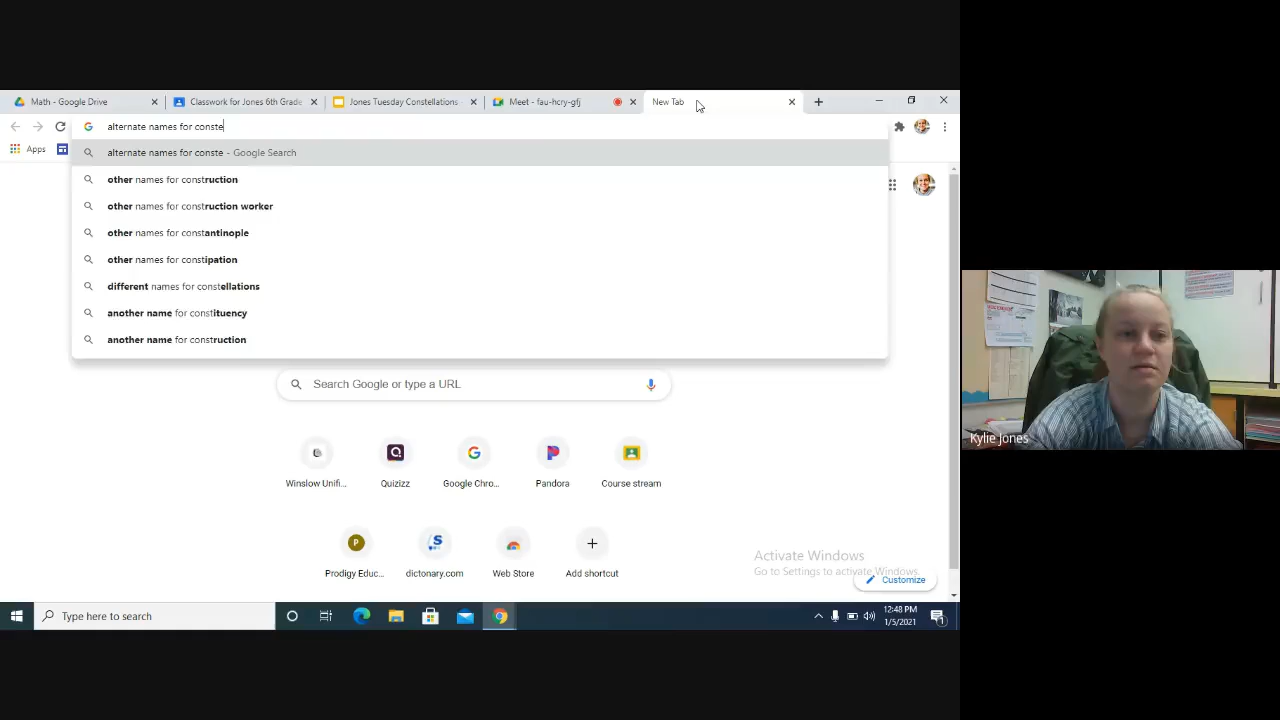 Math - Google Drive
Classwork for Jones 6th Grade
Jones Tuesday Constellations
Meet - fau-hcry-gfj
New Tab
alternate names for conste
Apps
alternate names for conste - Google Search
other names for construction
other names for construction worker
other names for constantinople
other names for constipation
different names for constellations
another name for constituency
another name for construction
Search Google or type a URL
Winslow Unifi...
Quizizz
Google Chro...
Pandora
Course stream
Prodigy Educ...
dictonary.com
Web Store
Add shortcut
Activate Windows
Go to Settings to activate Windows.
Customize
Kylie Jones
Type here to search
12:48 PM
1/5/2021